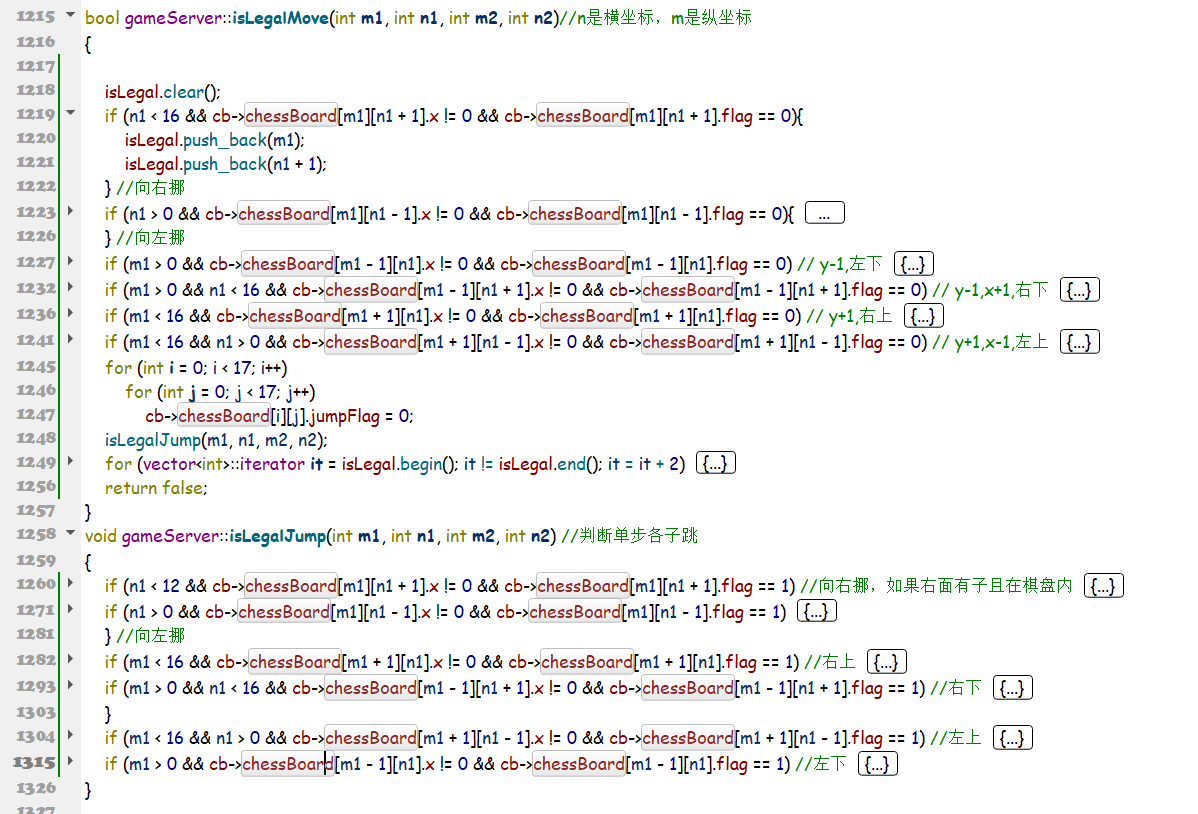 1215 bool gameServer::isLegalMove(int m1, int n1, int m2, int n2)//n是横坐标，m是纵坐标
1216 {
1217
1218 isLegal.clear();
1219 if (n1 < 16 && cb->chessBoard[m1][n1 + 1].x != 0 && cb->chessBoard[m1][n1 + 1].flag == 0){
1220 isLegal.push_back(m1);
1221 isLegal.push_back(n1 + 1);
1222 } //向右挪
1223 if (n1 > 0 && cb->chessBoard[m1][n1 - 1].x != 0 && cb->chessBoard[m1][n1 - 1].flag == 0){ ...
1226 } //向左挪
1227 if (m1 > 0 && cb->chessBoard[m1 - 1][n1].x != 0 && cb->chessBoard[m1 - 1][n1].flag == 0) // y-1,左下 {...}
1232 if (m1 > 0 && n1 < 16 && cb->chessBoard[m1 - 1][n1 + 1].x != 0 && cb->chessBoard[m1 - 1][n1 + 1].flag == 0) // y-1,x+1,右下 {...}
1236 if (m1 < 16 && cb->chessBoard[m1 + 1][n1].x != 0 && cb->chessBoard[m1 + 1][n1].flag == 0) // y+1,右上 {...}
1241 if (m1 < 16 && n1 > 0 && cb->chessBoard[m1 + 1][n1 - 1].x != 0 && cb->chessBoard[m1 + 1][n1 - 1].flag == 0) // y+1,x-1,左上 {...}
1245 for (int i = 0; i < 17; i++)
1246 for (int j = 0; j < 17; j++)
1247 cb->chessBoard[i][j].jumpFlag = 0;
1248 isLegalJump(m1, n1, m2, n2);
1249 for (vector<int>::iterator it = isLegal.begin(); it != isLegal.end(); it = it + 2) {...}
1256 return false;
1257 }
1258 void gameServer::isLegalJump(int m1, int n1, int m2, int n2) //判断单步各子跳
1259 {
1260 if (n1 < 12 && cb->chessBoard[m1][n1 + 1].x != 0 && cb->chessBoard[m1][n1 + 1].flag == 1) //向右挪，如果右面有子且在棋盘内 {...}
1271 if (n1 > 0 && cb->chessBoard[m1][n1 - 1].x != 0 && cb->chessBoard[m1][n1 - 1].flag == 1) {...}
1281 } //向左挪
1282 if (m1 < 16 && cb->chessBoard[m1 + 1][n1].x != 0 && cb->chessBoard[m1 + 1][n1].flag == 1) //右上 {...}
1293 if (m1 > 0 && n1 < 16 && cb->chessBoard[m1 - 1][n1 + 1].x != 0 && cb->chessBoard[m1 - 1][n1 + 1].flag == 1) //右下 {...}
1303 }
1304 if (m1 < 16 && n1 > 0 && cb->chessBoard[m1 + 1][n1 - 1].x != 0 && cb->chessBoard[m1 + 1][n1 - 1].flag == 1) //左上 {...}
1315 if (m1 > 0 && cb->chessBoard[m1 - 1][n1].x != 0 && cb->chessBoard[m1 - 1][n1].flag == 1) //左下 {...}
1326 }
1327